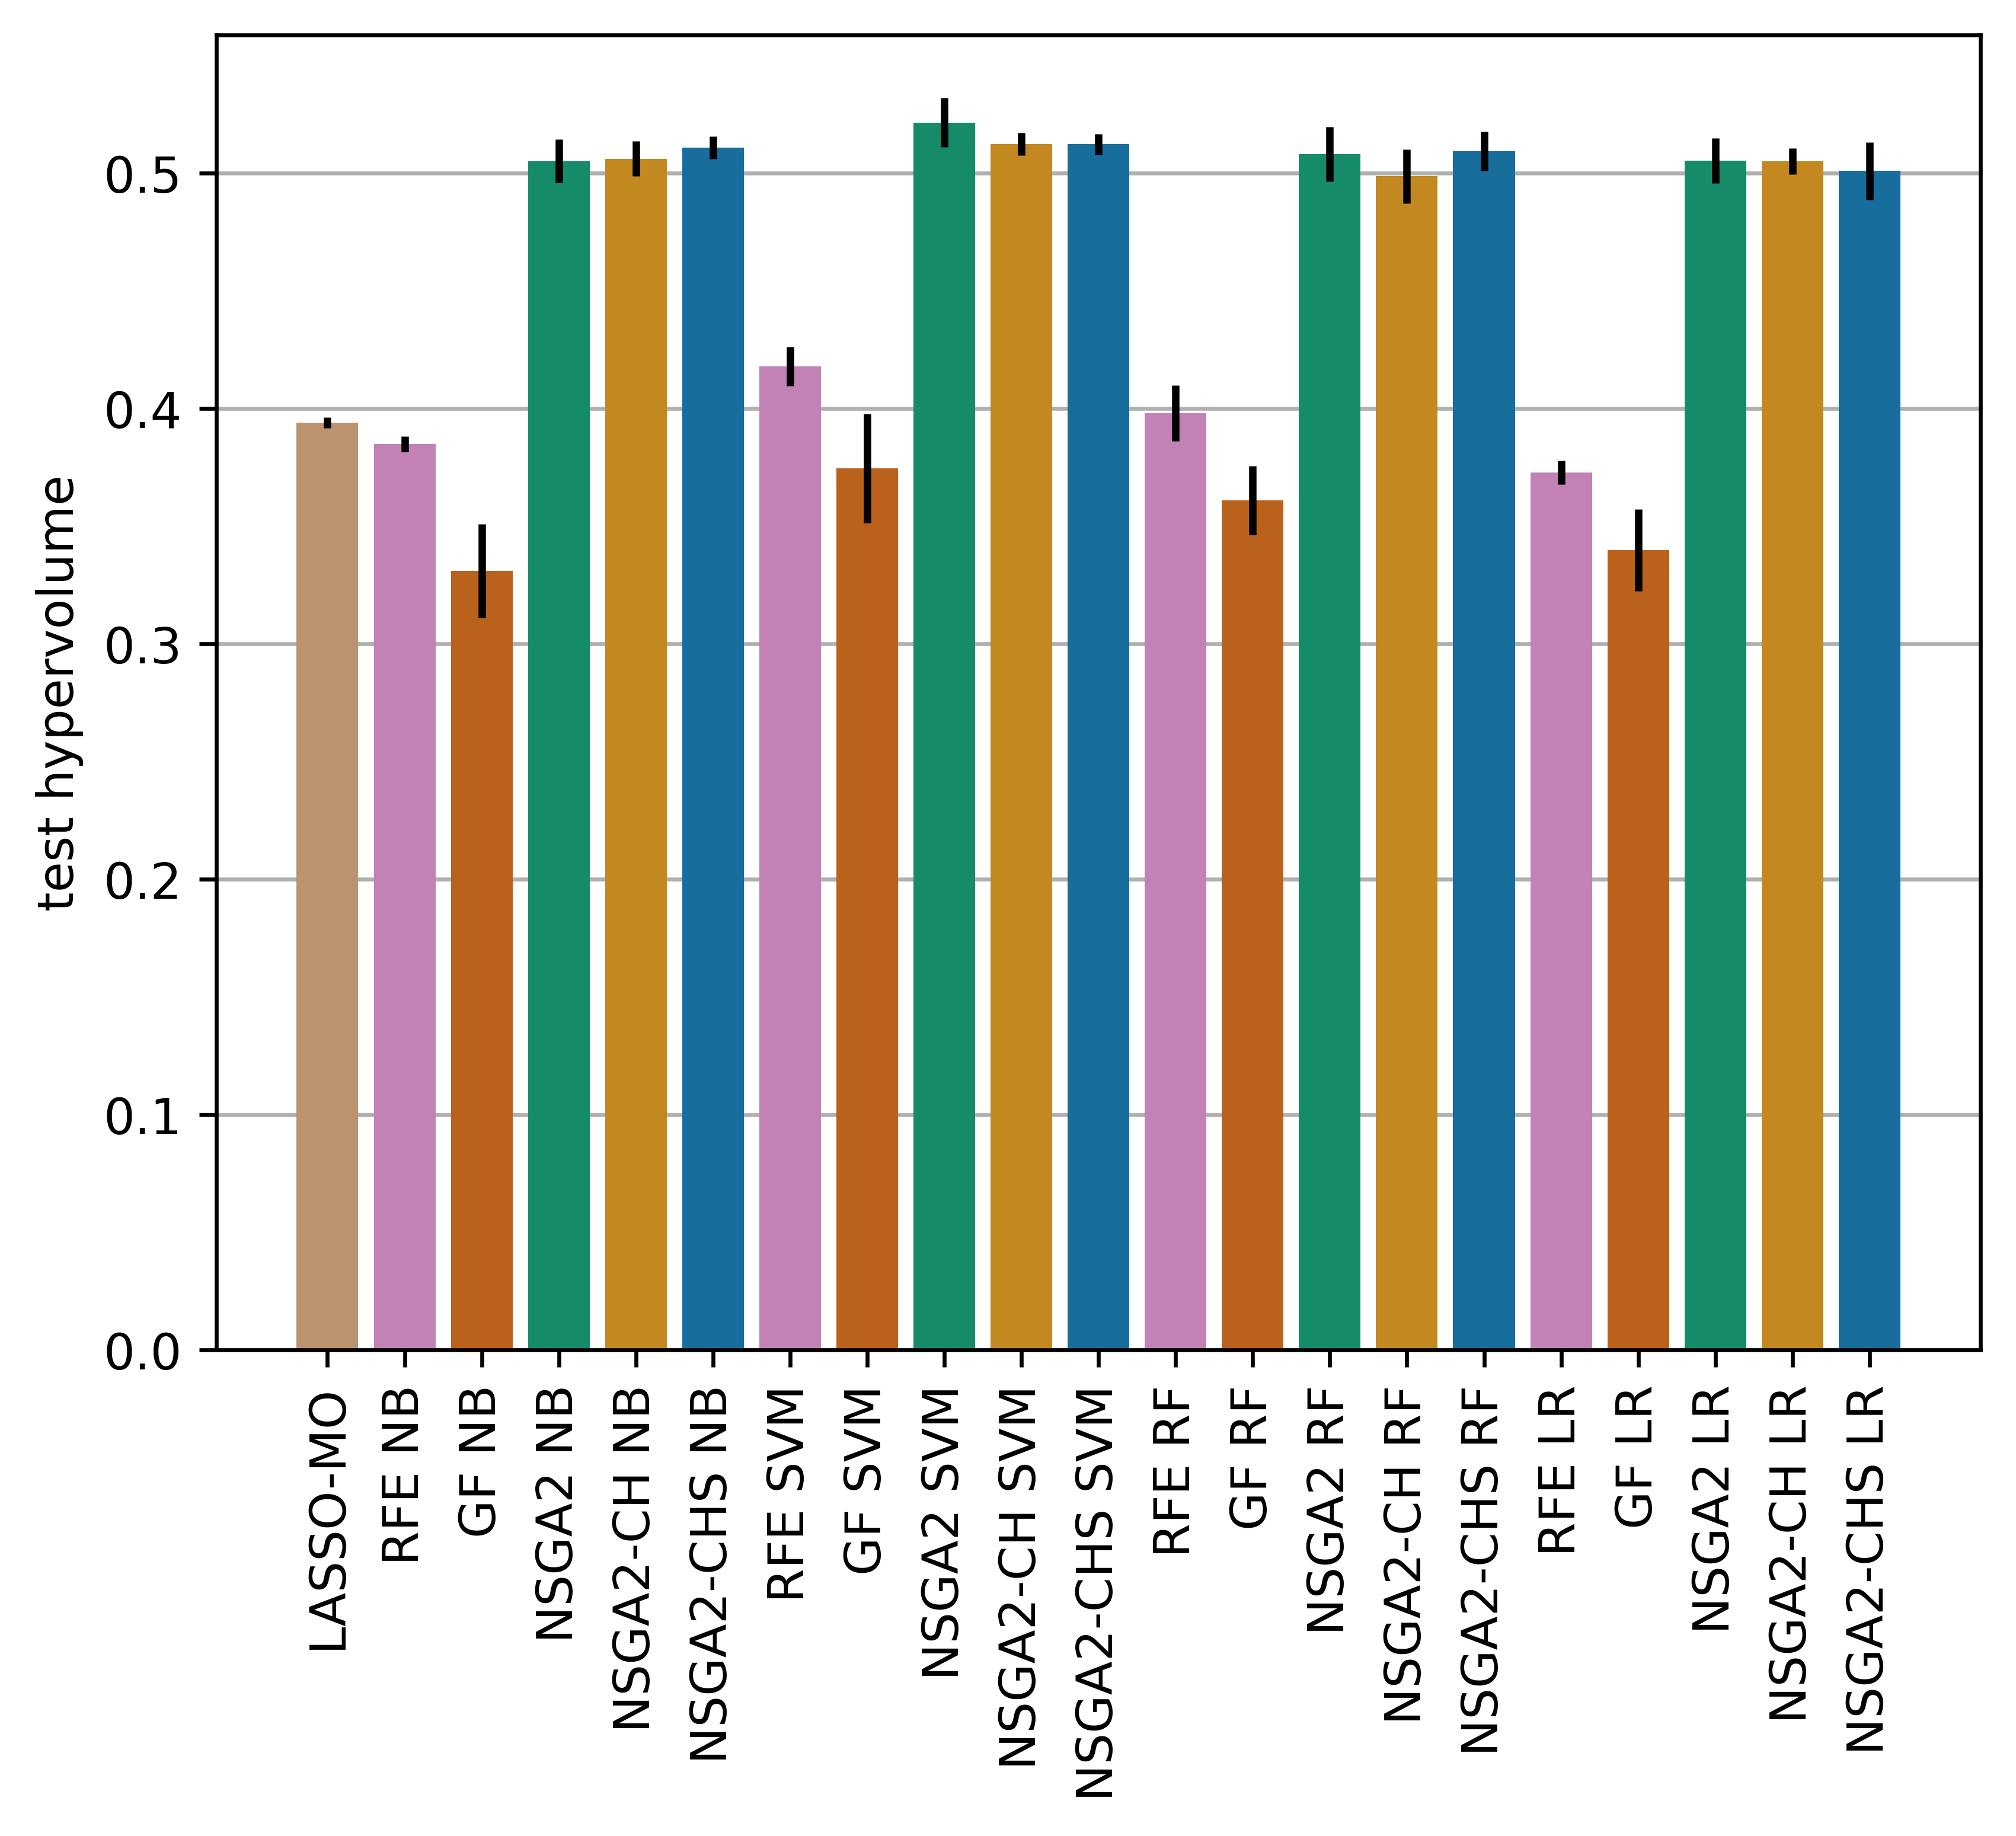 test hypervolume
0.5
0.4
0.3
0.2
0.1
0.0
LASSO-MO
RFE NB
GF NB
NSGA2 NB
NSGA2-CH NB
NSGA2-CHS NB
RFE SVM
GF SVM
NSGA2 SVM
NSGA2-CH SVM
NSGA2-CHS SVM
RFE RF
GF RF
NSGA2 RF
NSGA2-CH RF
NSGA2-CHS RF
RFE LR
GF LR
NSGA2 LR
NSGA2-CH LR
NSGA2-CHS LR